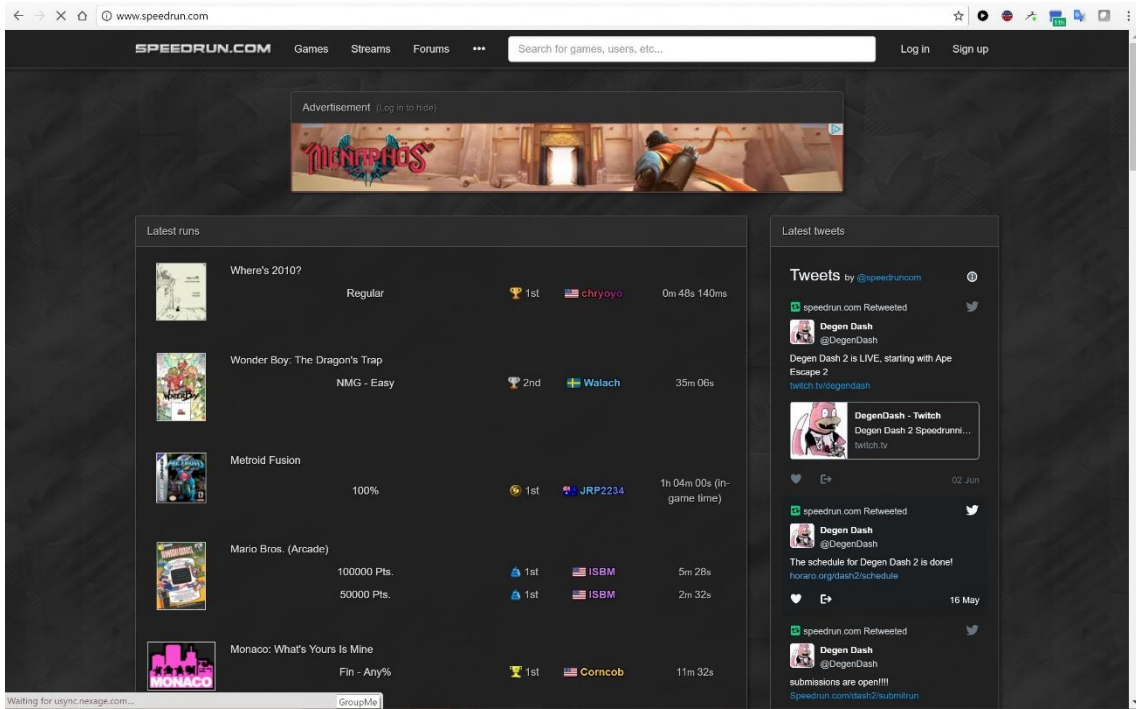 www.speedrun.com
11h
SPEEDRUN.COM Games Streams Forums ••• Search for games, users, etc... Log in Sign up
Advertisement (Log in to hide)
MENAPHOS
Latest runs
Where's 2010?
Regular 1st chryoyo 0m 48s 140ms
Wonder Boy: The Dragon's Trap
NMG - Easy 2nd Walach 35m 06s
Metroid Fusion
100% 1st JRP2234 1h 04m 00s (in-
game time)
Mario Bros. (Arcade)
100000 Pts. 1st ISBM 5m 28s
50000 Pts. 1st ISBM 2m 32s
Monaco: What's Yours Is Mine
MONACO
Fin - Any% 1st Corncob 11m 32s
Latest tweets
Tweets by @speedruncom
speedrun.com Retweeted
Degen Dash
@DegenDash
Degen Dash 2 is LIVE, starting with Ape
Escape 2
twitch.tv/degendash
DegenDash - Twitch
Degen Dash 2 Speedrunni...
twitch.tv
02 Jun
speedrun.com Retweeted
Degen Dash
@DegenDash
The schedule for Degen Dash 2 is done!
horaro.org/dash2/schedule
16 May
speedrun.com Retweeted
Degen Dash
@DegenDash
submissions are open!!!!
Speedrun.com/dash2/submitrun
Waiting for usync.nexage.com...
GroupMe